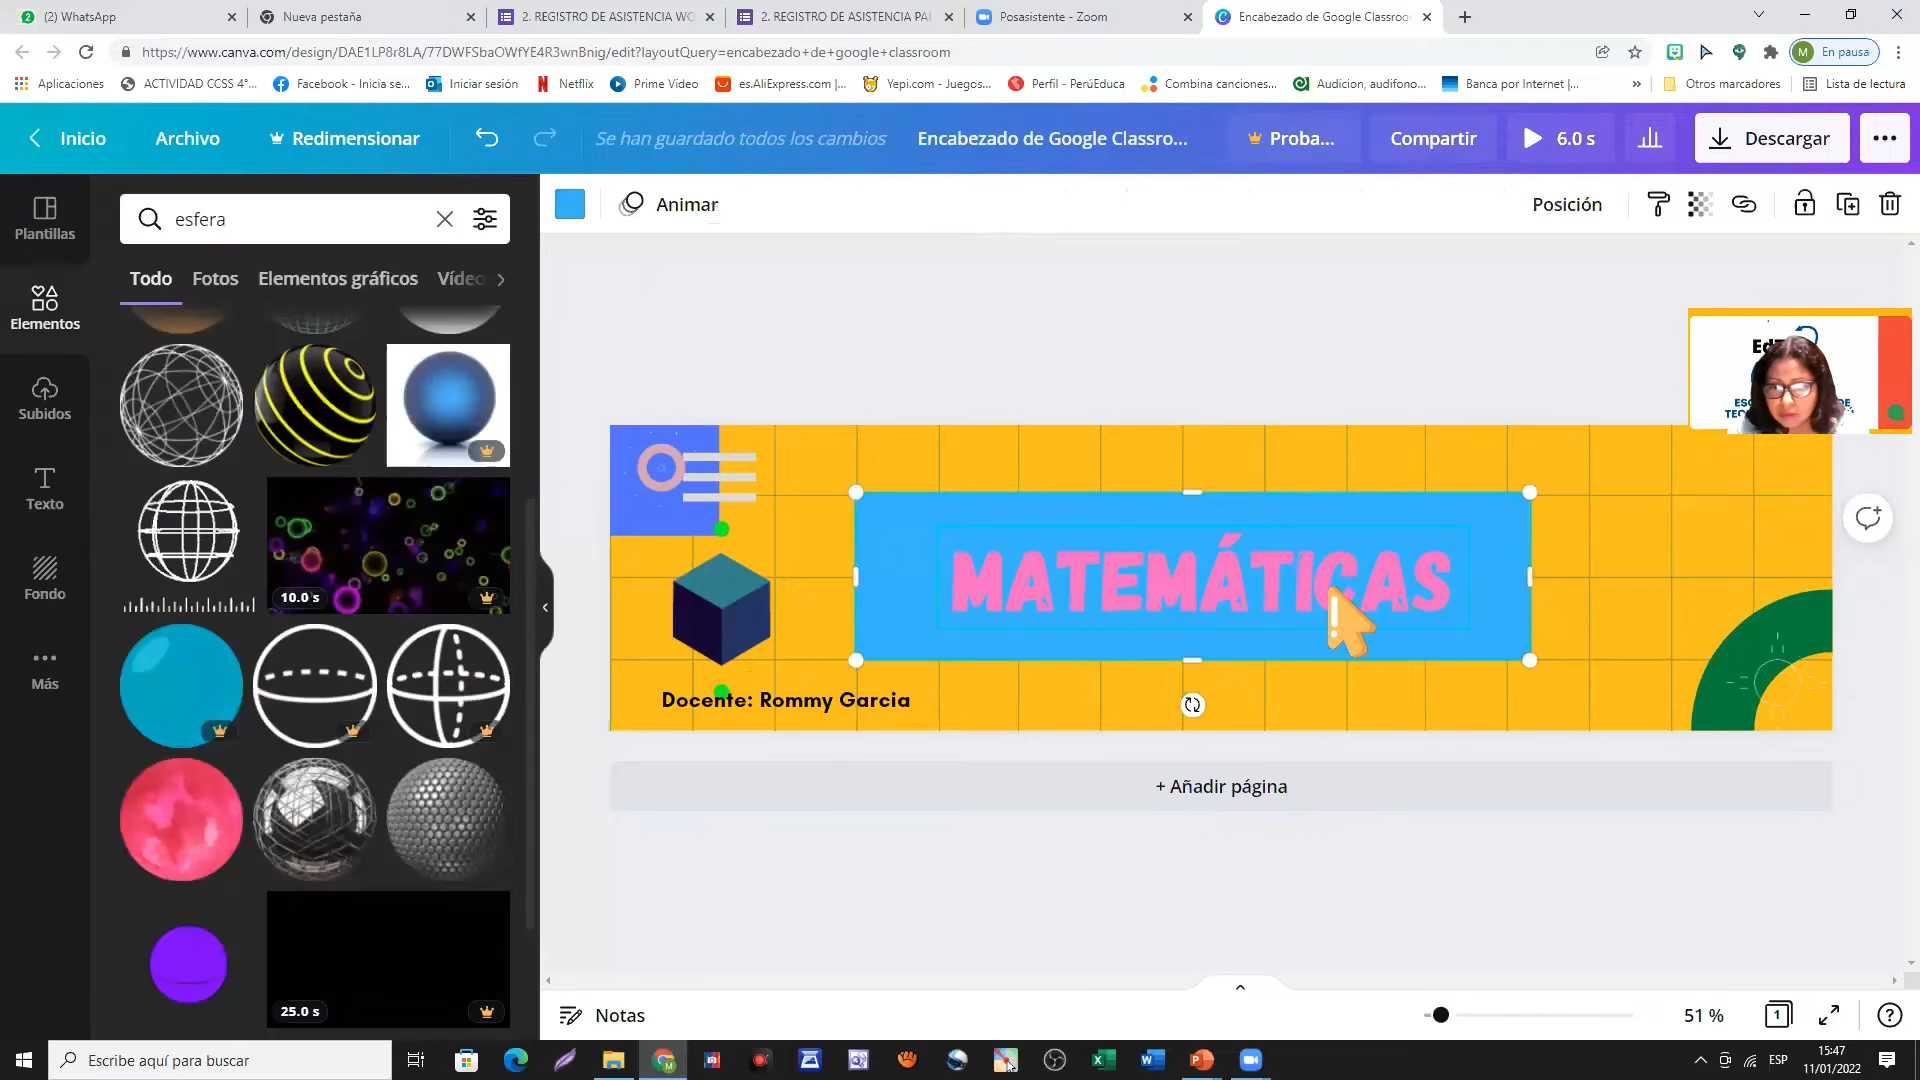 (2) WhatsApp
Nueva pestaña
2. REGISTRO DE ASISTENCIA WG
2. REGISTRO DE ASISTENCIA PAI
Posasistente - Zoom
Encabezado de Google Classroo
https://www.canva.com/design/DAE1LP8r8LA/77DWFSbaOWfYE4R3wnBnig/edit?layoutQuery=encabezado+de+google+classroom
M En pausa
Aplicaciones
ACTIVIDAD CCSS 4°...
Facebook - Inicia se...
Iniciar sesión
Netflix
Prime Video
es.AliExpress.com |...
Yepi.com - Juegos...
Perfil - PerúEduca
Combina canciones...
Audicion, audifono...
Banca por Internet |...
»
Otros marcadores
Lista de lectura
Inicio
Archivo
Redimensionar
Se han guardado todos los cambios
Encabezado de Google Classro...
Proba...
Compartir
6.0 s
Descargar
Plantillas
Elementos
Subidos
Texto
Fondo
Más
esfera
Todo
Fotos
Elementos gráficos
Vídeo
10.0 s
25.0 s
Animar
Posición
MATEMÁTICAS
Docente: Rommy Garcia
+ Añadir página
Notas
51 %
1
Escribe aquí para buscar
ESP
15:47
11/01/2022